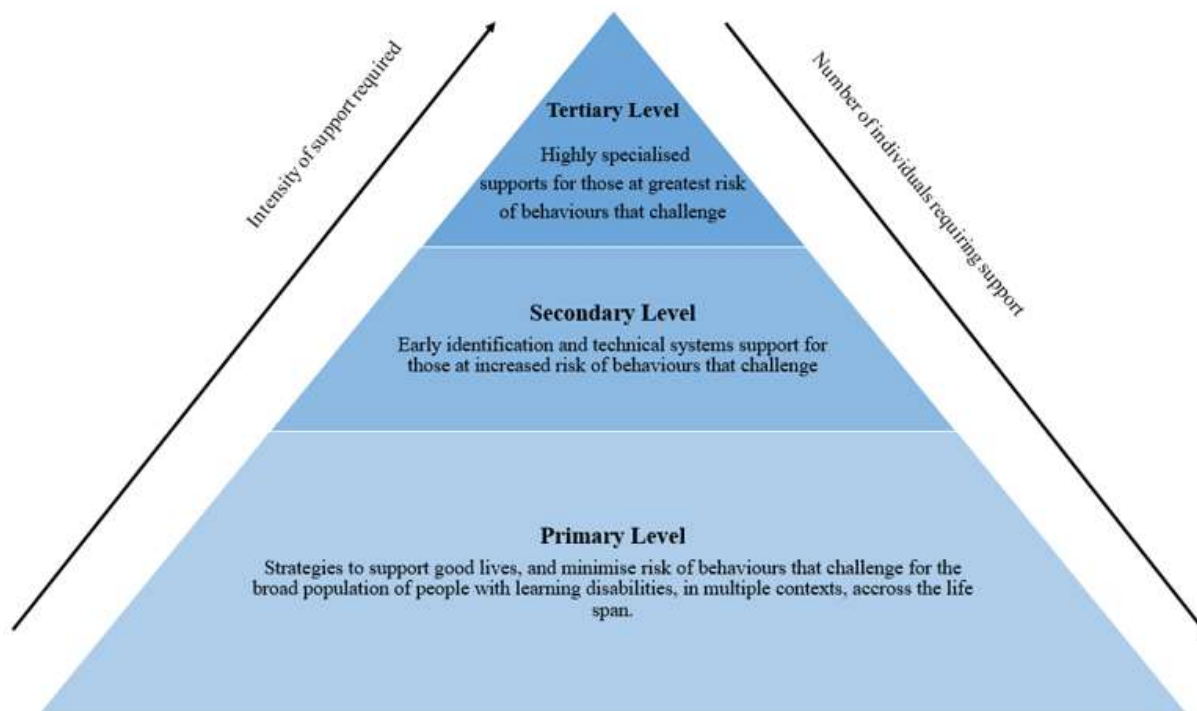 Intensity of support required
Number of individuals requiring support
Tertiary Level
Highly specialised
supports for those at greatest risk
of behaviours that challenge
Secondary Level
Early identification and technical systems support for
those at increased risk of behaviours that challenge
Primary Level
Strategies to support good lives, and minimise risk of behaviours that challenge for the
broad population of people with learning disabilities, in multiple contexts, accross the life
span.